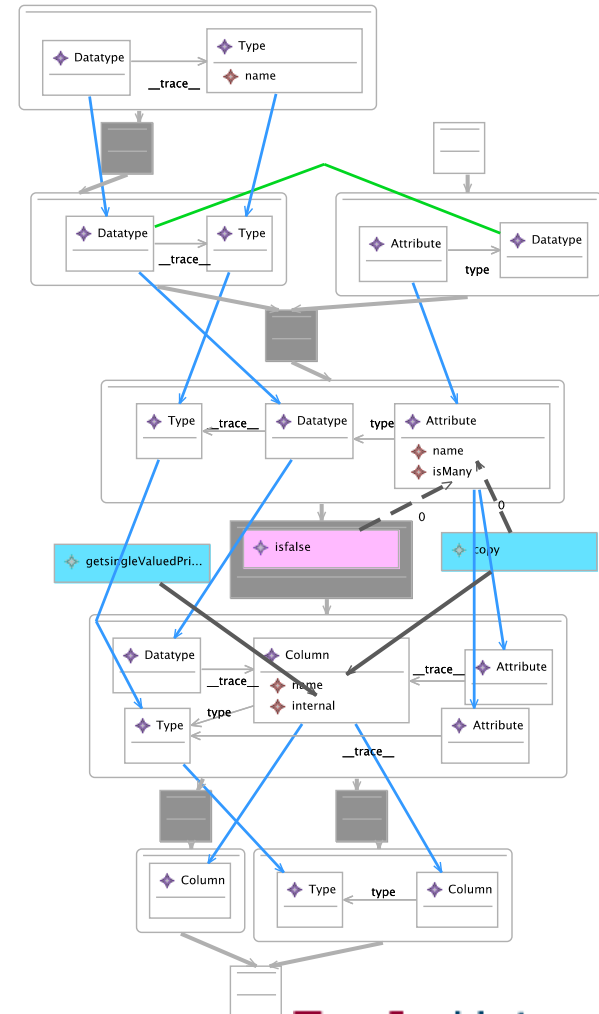 Datatype
Type
name
__trace__
Datatype
Type
__trace__
Attribute
Datatype
type
Type
__trace__
Datatype
type
Attribute
name
isMany
0
0
isfalse
copy
getsingleValuedPri...
Datatype
Column
name
internal
__trace__
__trace__
Attribute
type
Type
Attribute
__trace__
Column
Type
type
Column